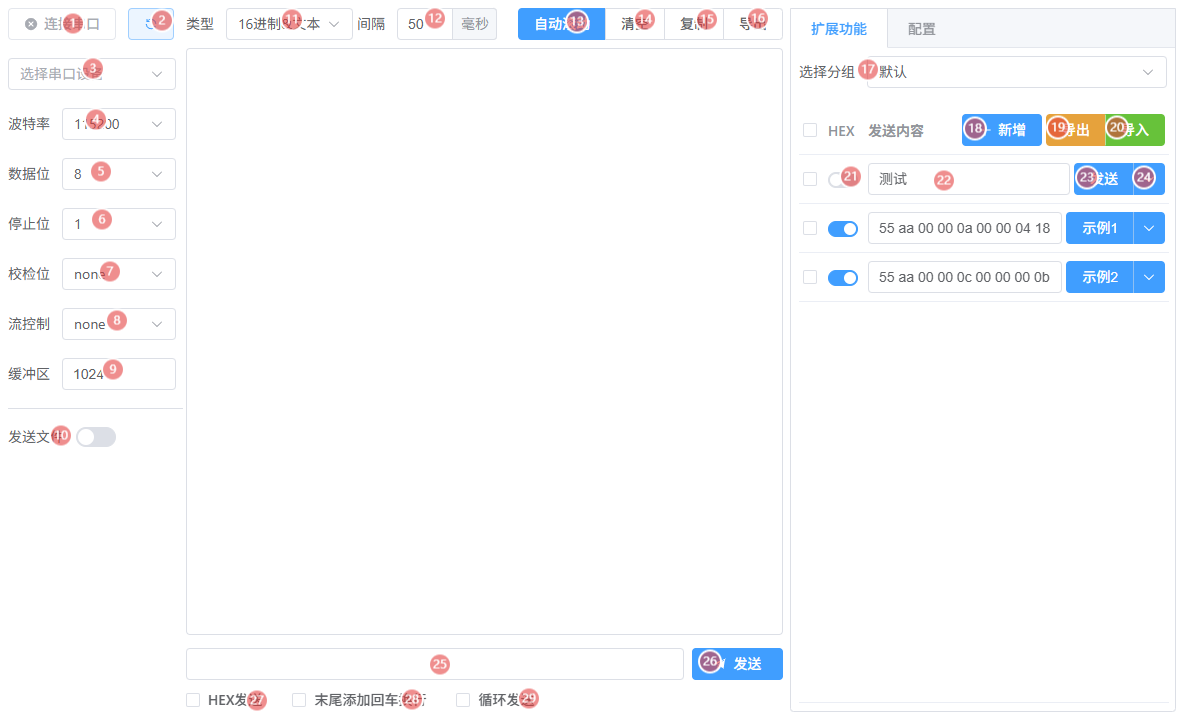 连接串口 1
2
类型 16进制&文本 11
间隔 50 12 毫秒
自动滚动 13 清空 14 复制 15 导出 16
选择串口设备 3
波特率 115200 4
数据位 8 5
停止位 1 6
校检位 none 7
流控制 none 8
缓冲区 1024 9
发送文件 10
25
26 发送
HEX发送 27
末尾添加回车换行 28
循环发送 29
扩展功能 配置
选择分组 17 默认
HEX 发送内容 18 新增 19 导出 20 导入
21 测试 22 23 发送 24
55 aa 00 00 0a 00 00 04 18 示例1
55 aa 00 00 0c 00 00 00 0b 示例2